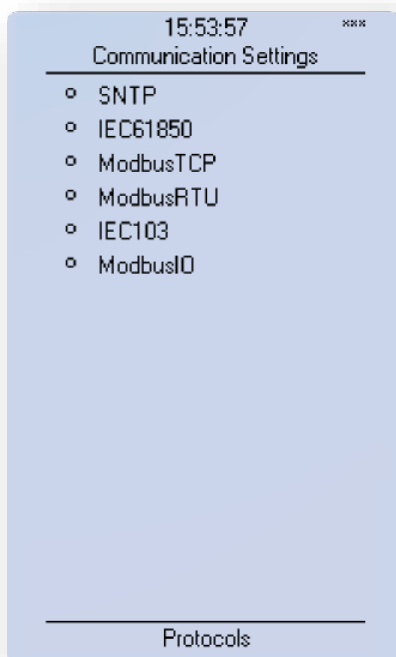 15:53:57 ***
Communication Settings
SNTP
IEC61850
ModbusTCP
ModbusRTU
IEC103
ModbusIO
Protocols